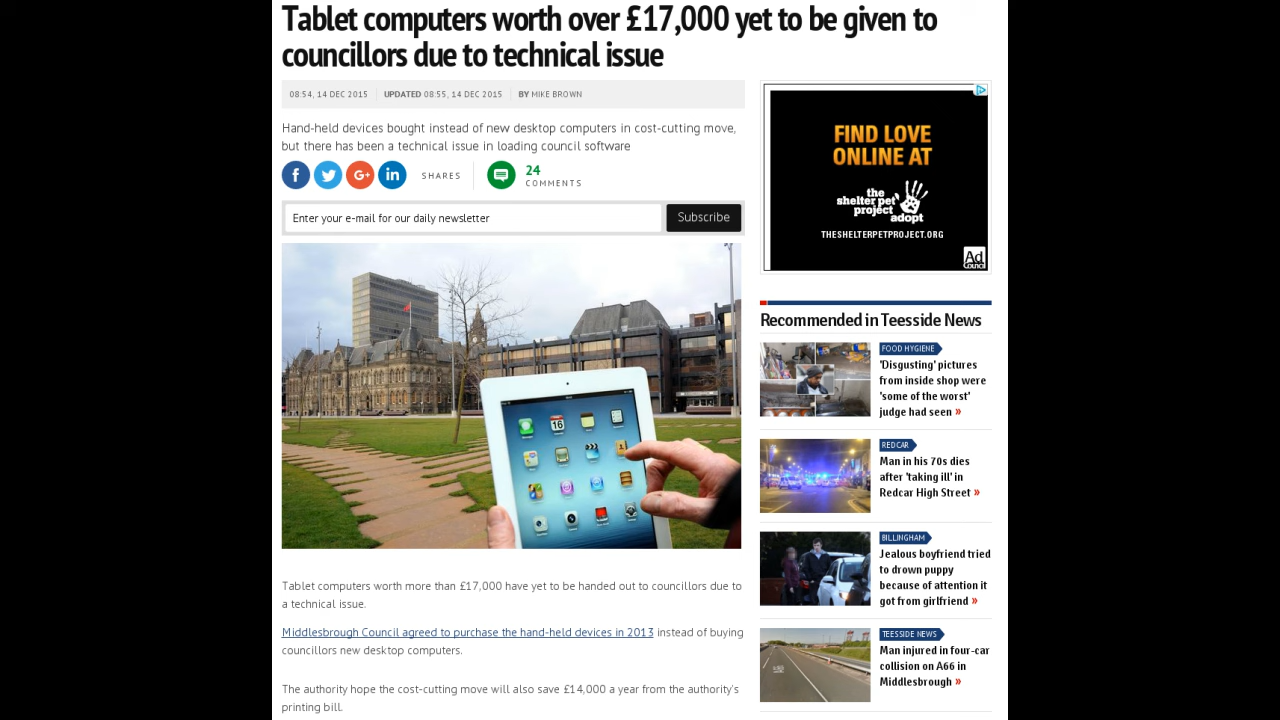 Tablet computers worth over £17,000 yet to be given to
councillors due to technical issue
08:54, 14 DEC 2015 UPDATED 08:55, 14 DEC 2015 BY MIKE BROWN
Hand-held devices bought instead of new desktop computers in cost-cutting move,
but there has been a technical issue in loading council software
f G+ in SHARES 24
COMMENTS
Enter your e-mail for our daily newsletter Subscribe
16
Tablet computers worth more than £17,000 have yet to be handed out to councillors due to
a technical issue.
Middlesbrough Council agreed to purchase the hand-held devices in 2013 instead of buying
councillors new desktop computers.
The authority hope the cost-cutting move will also save £14,000 a year from the authority's
printing bill.
FIND LOVE
ONLINE AT
the
shelter pet
project
adopt
THESHELTERPETPROJECT.ORG
Ad
Council
Recommended in Teesside News
FOOD HYGIENE
'Disgusting' pictures
from inside shop were
'some of the worst'
judge had seen »
REDCAR
Man in his 70s dies
after 'taking ill' in
Redcar High Street »
BILLINGHAM
Jealous boyfriend tried
to drown puppy
because of attention it
got from girlfriend »
TEESSIDE NEWS
Man injured in four-car
collision on A66 in
Middlesbrough »